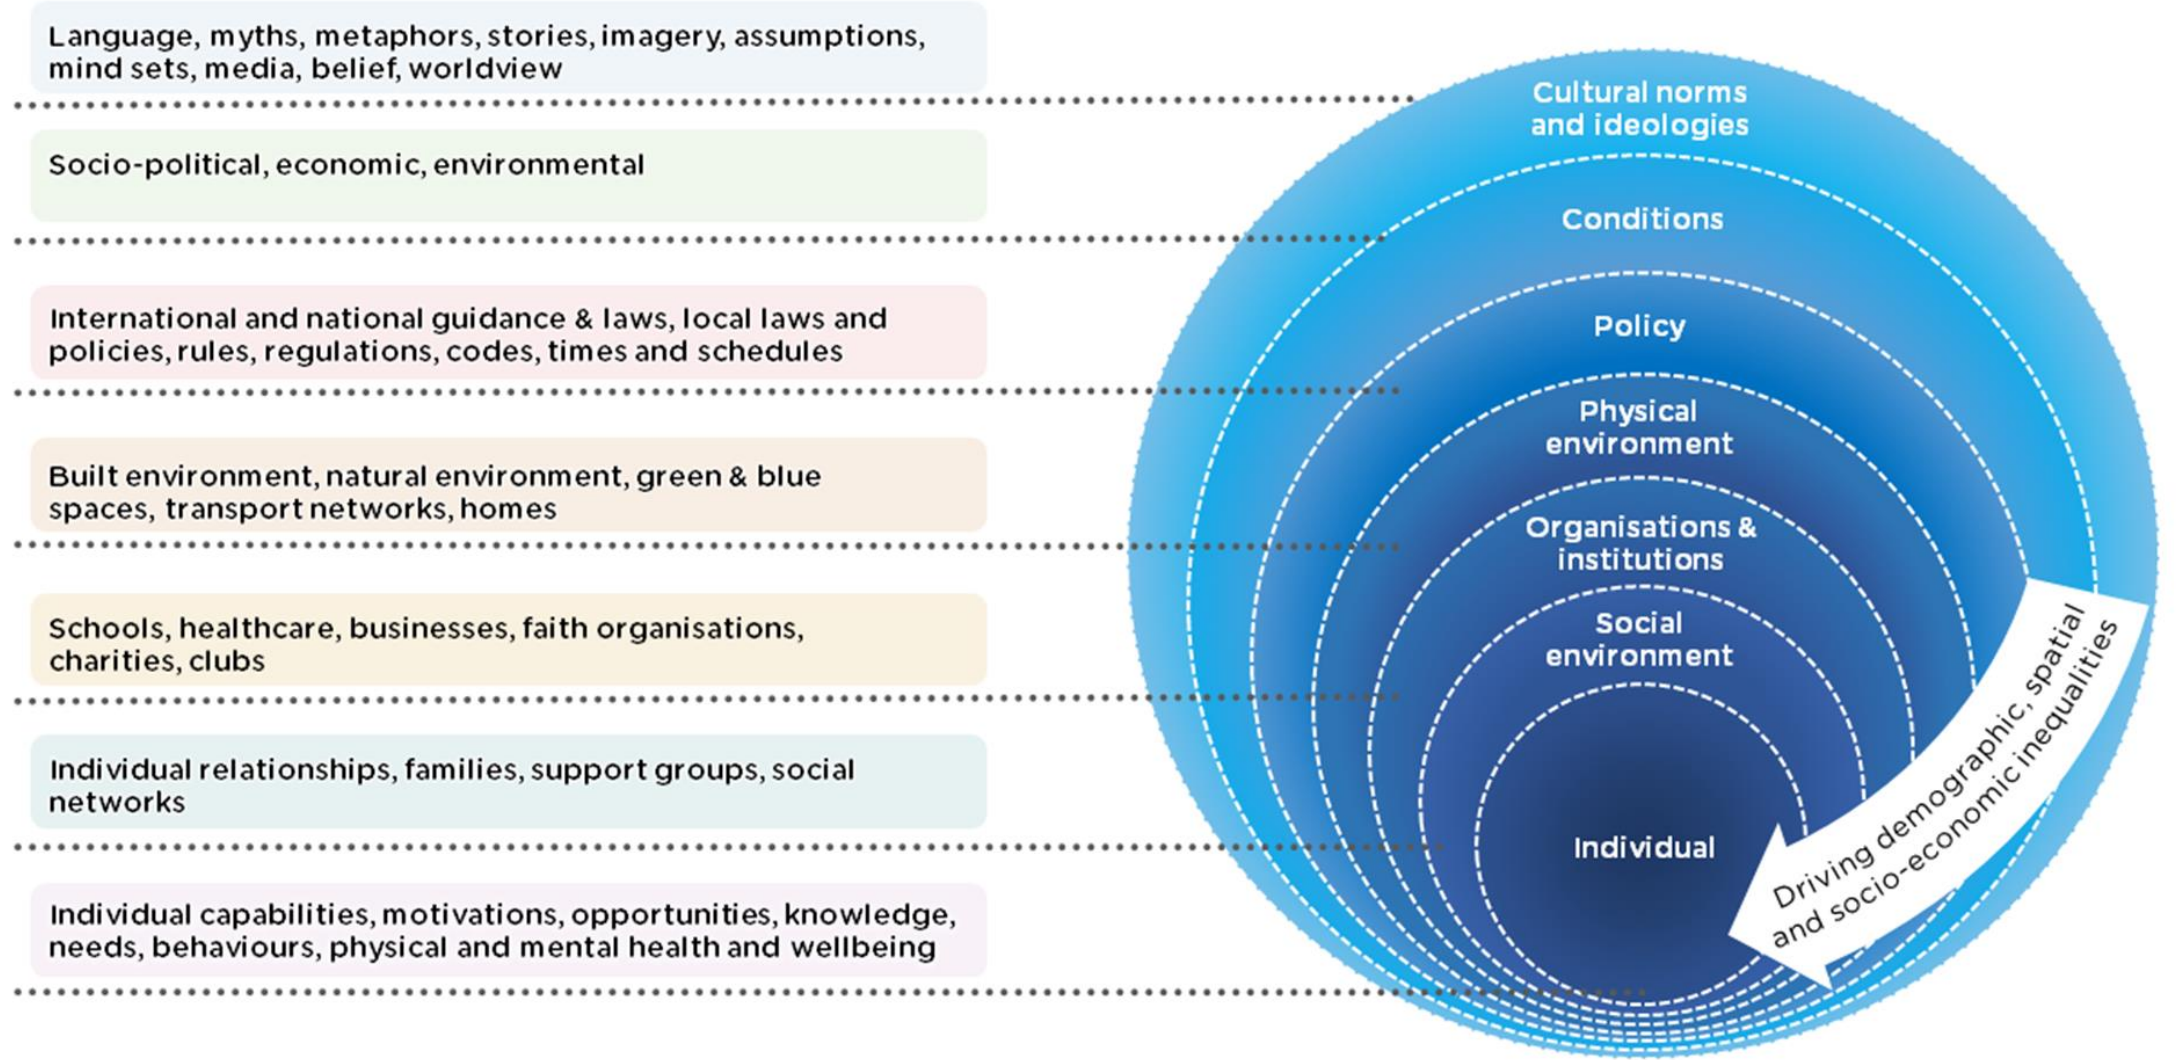 Language, myths, metaphors, stories, imagery, assumptions,
mind sets, media, belief, worldview
Socio-political, economic, environmental
International and national guidance & laws, local laws and
policies, rules, regulations, codes, times and schedules
Built environment, natural environment, green & blue
spaces, transport networks, homes
Schools, healthcare, businesses, faith organisations,
charities, clubs
Individual relationships, families, support groups, social
networks
Individual capabilities, motivations, opportunities, knowledge,
needs, behaviours, physical and mental health and wellbeing
Cultural norms
and ideologies
Conditions
Policy
Physical
environment
Organisations &
institutions
Social
environment
Individual
Driving demographic, spatial
and socio-economic inequalities